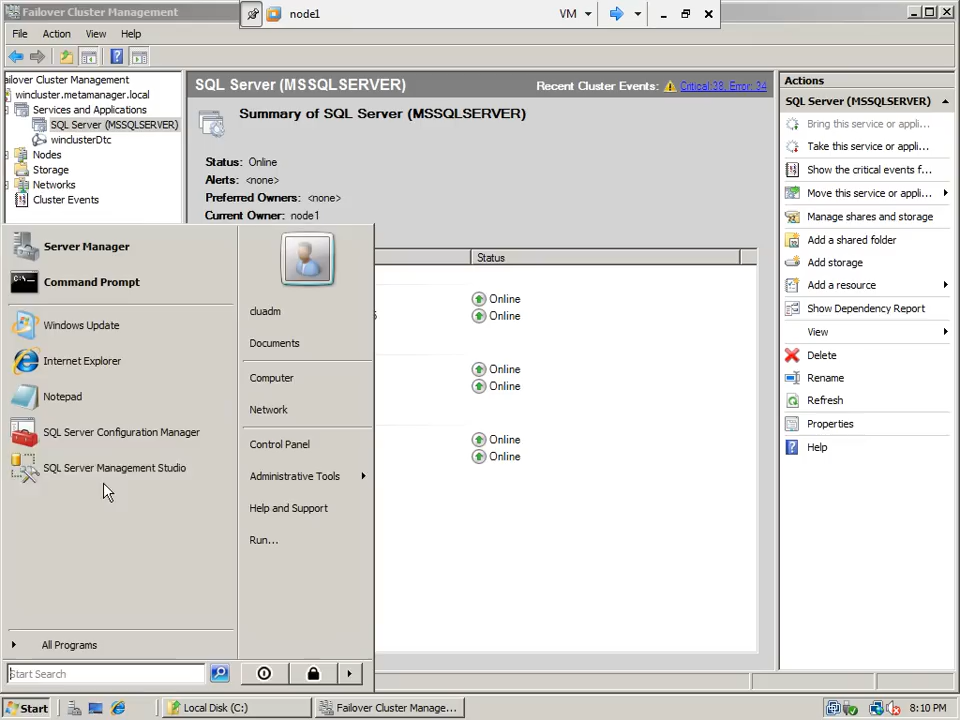 Failover Cluster Management
node1
VM
File Action View Help
ailover Cluster Management
wincluster.metamanager.local
Services and Applications
SQL Server (MSSQLSERVER)
winclusterDtc
Nodes
Storage
Networks
Cluster Events
SQL Server (MSSQLSERVER)
Recent Cluster Events: Critical:38, Error:34
Summary of SQL Server (MSSQLSERVER)
Status: Online
Alerts: <none>
Preferred Owners: <none>
Current Owner: node1
Status
Online
Online
Online
Online
Online
Online
Actions
SQL Server (MSSQLSERVER)
Bring this service or appli...
Take this service or appli...
Show the critical events f...
Move this service or appli...
Manage shares and storage
Add a shared folder
Add storage
Add a resource
Show Dependency Report
View
Delete
Rename
Refresh
Properties
Help
Server Manager
Command Prompt
Windows Update
Internet Explorer
Notepad
SQL Server Configuration Manager
SQL Server Management Studio
All Programs
Start Search
cluadm
Documents
Computer
Network
Control Panel
Administrative Tools
Help and Support
Run...
Start
Local Disk (C:)
Failover Cluster Manage...
8:10 PM